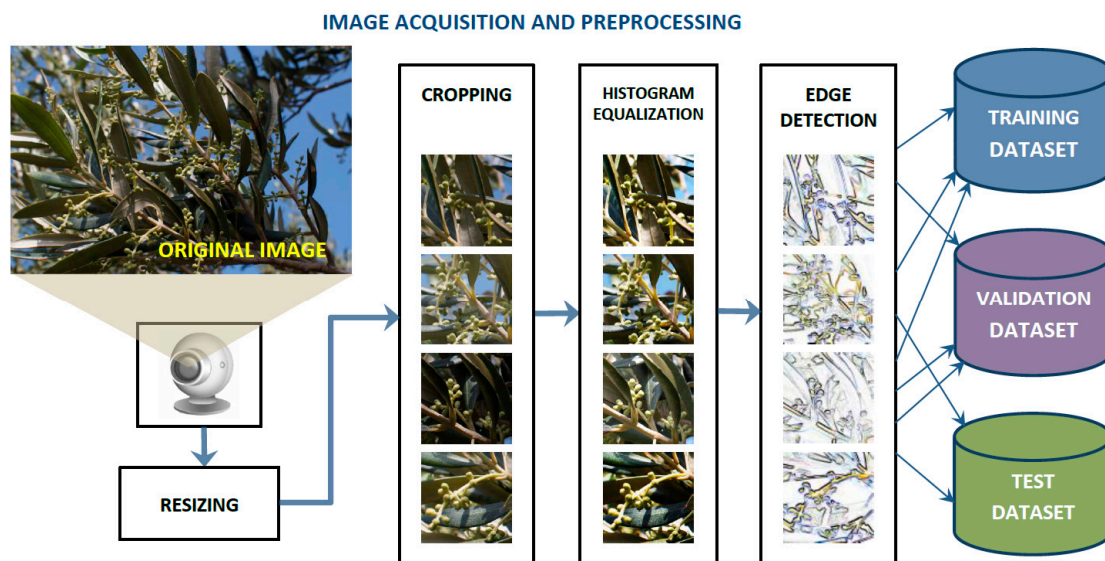 IMAGE ACQUISITION AND PREPROCESSING
ORIGINAL IMAGE
RESIZING
CROPPING
HISTOGRAM
EQUALIZATION
EDGE
DETECTION
TRAINING
DATASET
VALIDATION
DATASET
TEST
DATASET